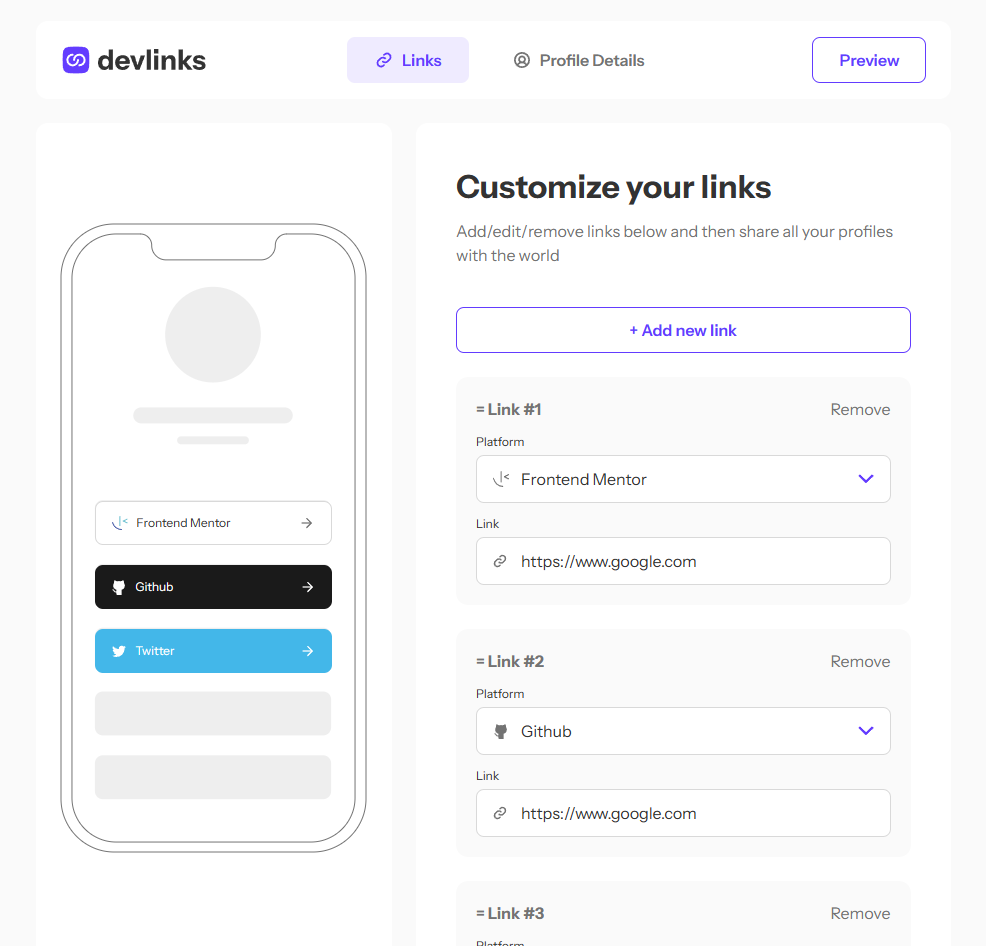 devlinks
Links
Profile Details
Preview
Frontend Mentor
Github
Twitter
Customize your links
Add/edit/remove links below and then share all your profiles
with the world
+ Add new link
= Link #1
Remove
Platform
Frontend Mentor
Link
https://www.google.com
= Link #2
Remove
Platform
Github
Link
https://www.google.com
= Link #3
Remove
Platform